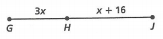 3x x + 16
G H J